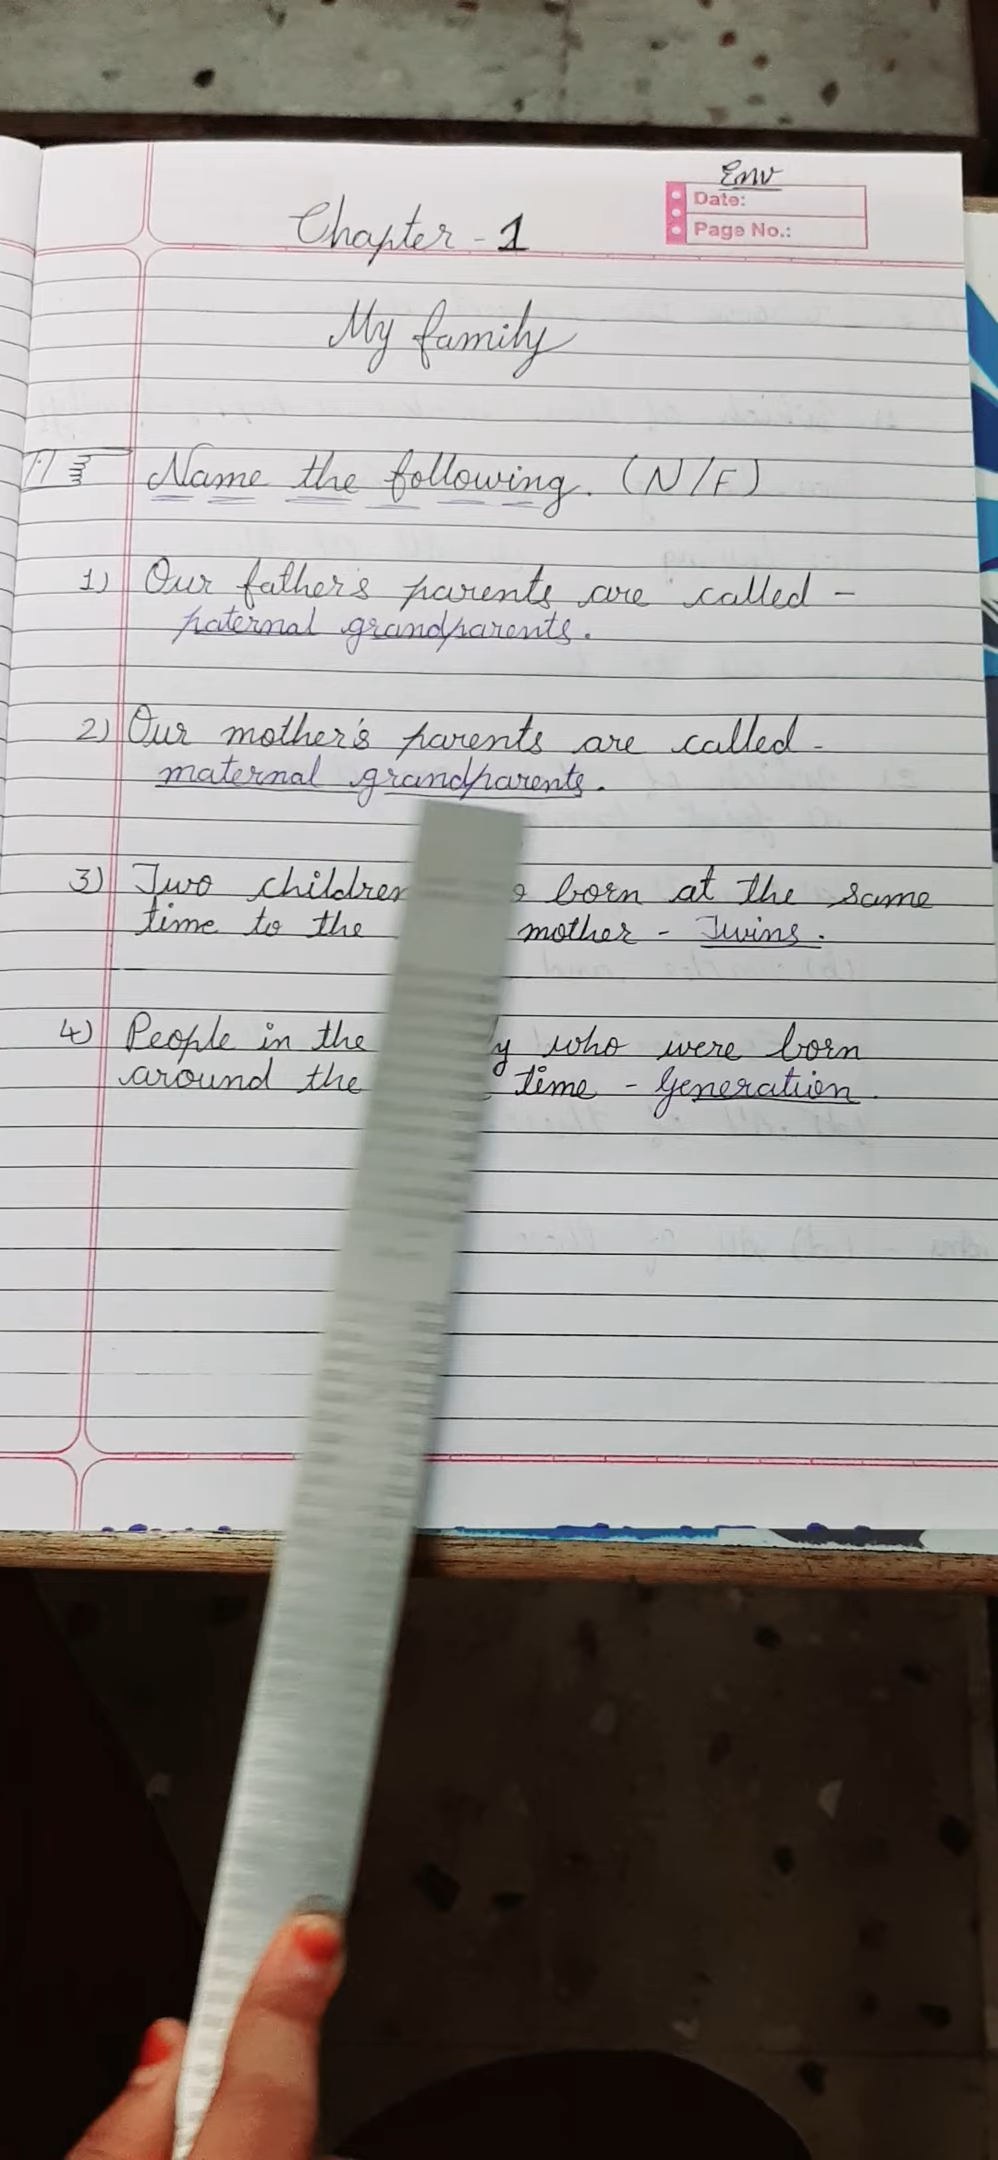 Env
Date:
Page No.:
Chapter - 1
My family
Name the following. (N/F)
1) Our father's parents are called -
paternal grandparents.
2) Our mother's parents are called -
maternal grandparents.
3) Two children born at the same
time to the mother - Twins.
4) People in the who were born
around the time - Generation.